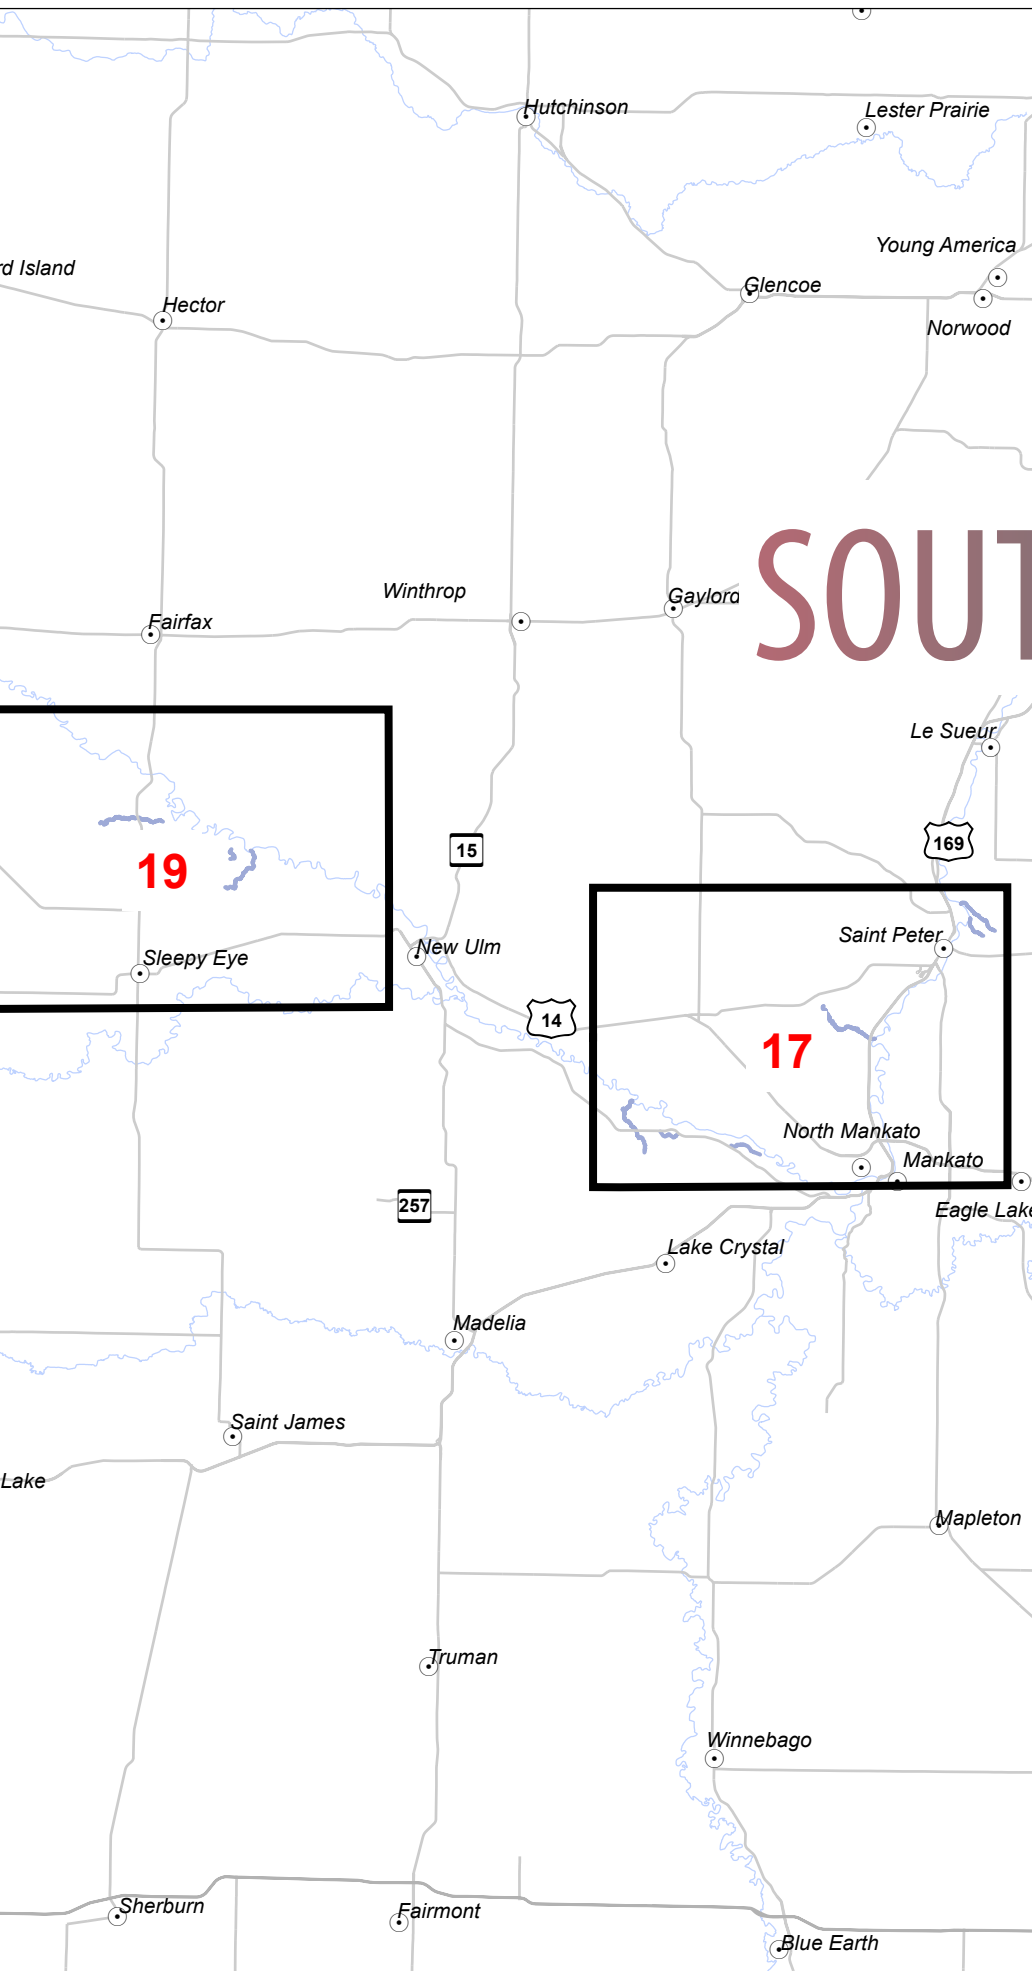 Hutchinson
Lester Prairie
Young America
rd Island
Glencoe
Hector
Norwood
SOUT
Winthrop
Gaylord
Fairfax
Le Sueur
169
15
19
Saint Peter
New Ulm
Sleepy Eye
14
17
North Mankato
Mankato
257
Eagle Lake
Lake Crystal
Madelia
Saint James
Lake
Mapleton
Truman
Winnebago
Sherburn
Fairmont
Blue Earth